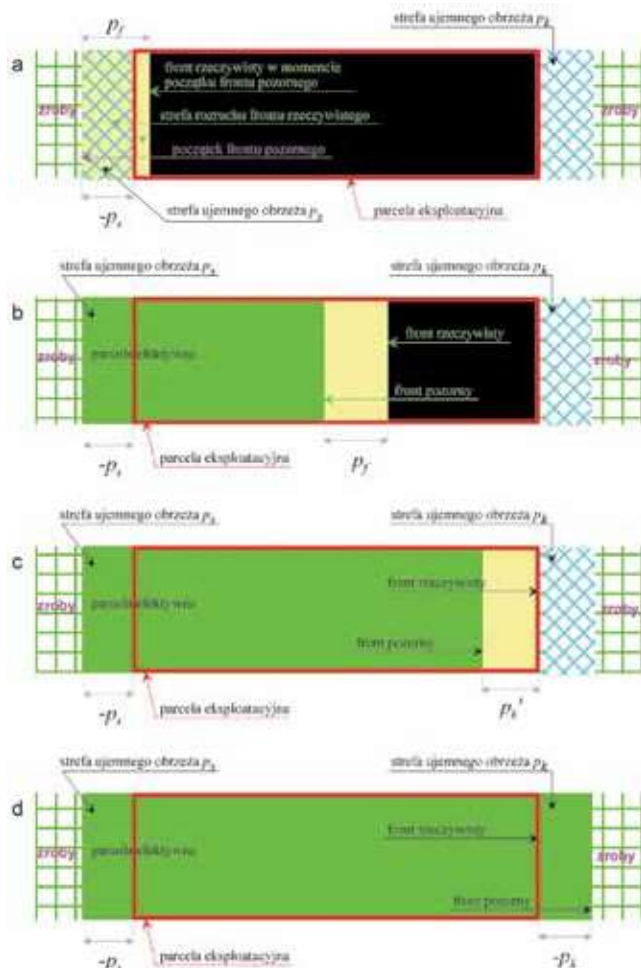 p_f
strefa ujemnego obrzeża p_k
a
front rzeczywisty w momencie
początku frontu pozornego
zroby
strefa rozruchu frontu rzeczywistego
zroby
początek frontu pozornego
-p_s
strefa ujemnego obrzeża p_s
parcela eksploatacyjna
strefa ujemnego obrzeża p_s
strefa ujemnego obrzeża p_k
b
front rzeczywisty
zroby
parcela efektywna
zroby
front pozorny
-p_s
parcela eksploatacyjna
p_f
strefa ujemnego obrzeża p_s
strefa ujemnego obrzeża p_k
c
front rzeczywisty
zroby
parcela efektywna
zroby
front pozorny
-p_s
parcela eksploatacyjna
p_k'
strefa ujemnego obrzeża p_s
strefa ujemnego obrzeża p_k
d
front rzeczywisty
zroby
parcela efektywna
zroby
front pozorny
-p_s
parcela eksploatacyjna
-p_k